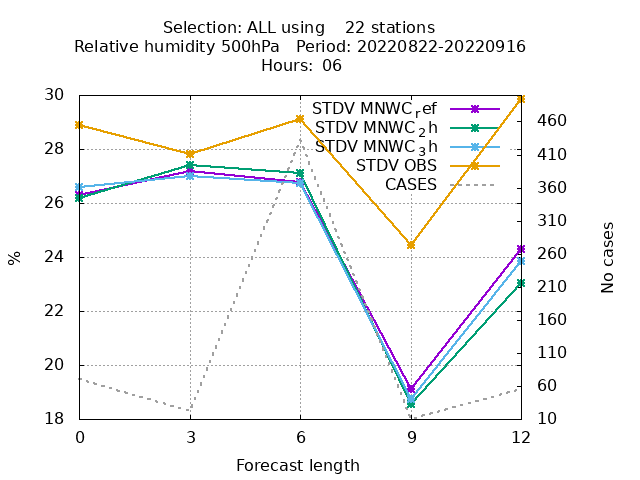 Selection: ALL using 22 stations
Relative humidity 500hPa Period: 20220822-20220916
Hours: 06
30
28
26
24
22
20
18
%
STDV MNWC_ref
STDV MNWC_2h
STDV MNWC_3h
STDV OBS
CASES
460
410
360
310
260
210
160
110
60
10
No cases
0 3 6 9 12
Forecast length